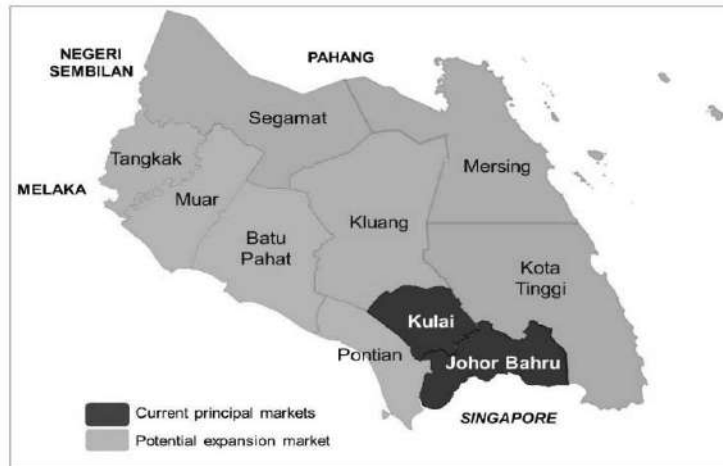 NEGERI
SEMBILAN
PAHANG
Segamat
Tangkak
Mersing
MELAKA
Muar
Kluang
Batu
Pahat
Kota
Tinggi
Kulai
Pontian
Johor Bahru
Current principal markets
SINGAPORE
Potential expansion market